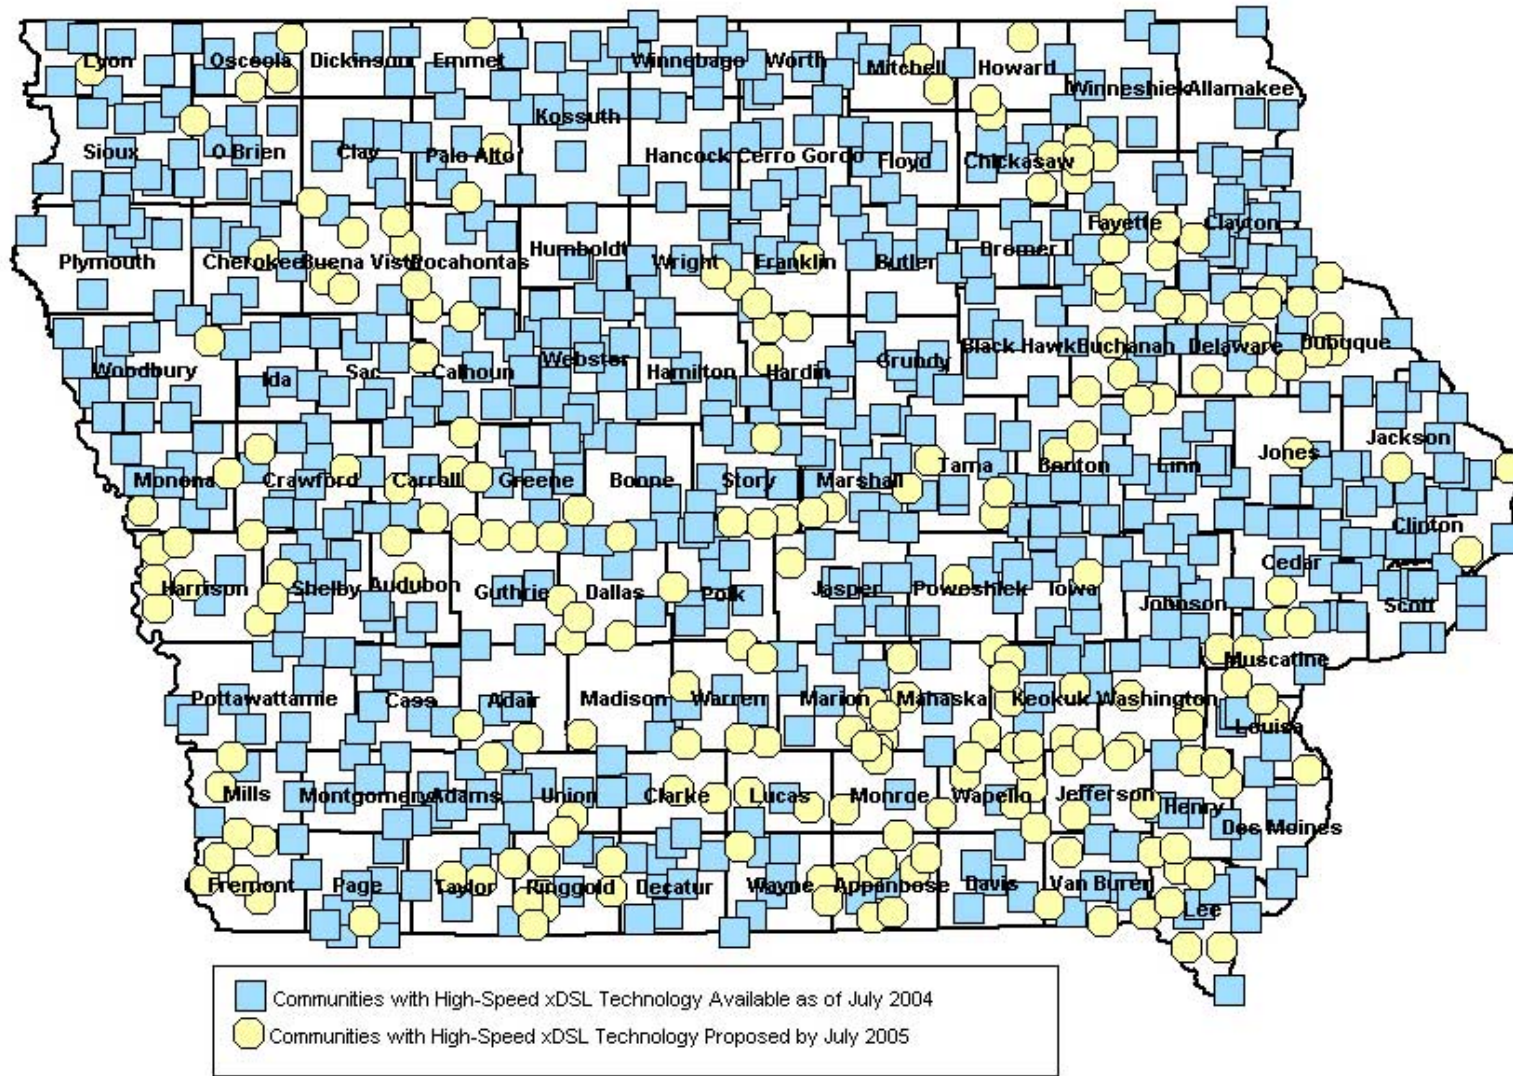 Lyon
Osceola
Dickinson
Emmet
Winnebago
Worth
Mitchell
Howard
Winneshiek
Allamakee
Kossuth
Sioux
O Brien
Clay
Palo Alto
Hancock
Cerro Gordo
Floyd
Chickasaw
Fayette
Clayton
Plymouth
Cherokee
Buena Vista
Pocahontas
Humboldt
Wright
Franklin
Butler
Bremer
Woodbury
Ida
Sac
Calhoun
Webster
Hamilton
Hardin
Grundy
Black Hawk
Buchanan
Delaware
Dubuque
Monona
Crawford
Carroll
Greene
Boone
Story
Marshall
Tama
Benton
Linn
Jones
Jackson
Clinton
Harrison
Shelby
Audubon
Guthrie
Dallas
Polk
Jasper
Poweshiek
Iowa
Johnson
Cedar
Scott
Muscatine
Pottawattamie
Cass
Adair
Madison
Warren
Marion
Mahaska
Keokuk
Washington
Louisa
Mills
Montgomery
Adams
Union
Clarke
Lucas
Monroe
Wapello
Jefferson
Henry
Des Moines
Fremont
Page
Taylor
Ringgold
Decatur
Wayne
Appanoose
Davis
Van Buren
Lee
Communities with High-Speed xDSL Technology Available as of July 2004
Communities with High-Speed xDSL Technology Proposed by July 2005